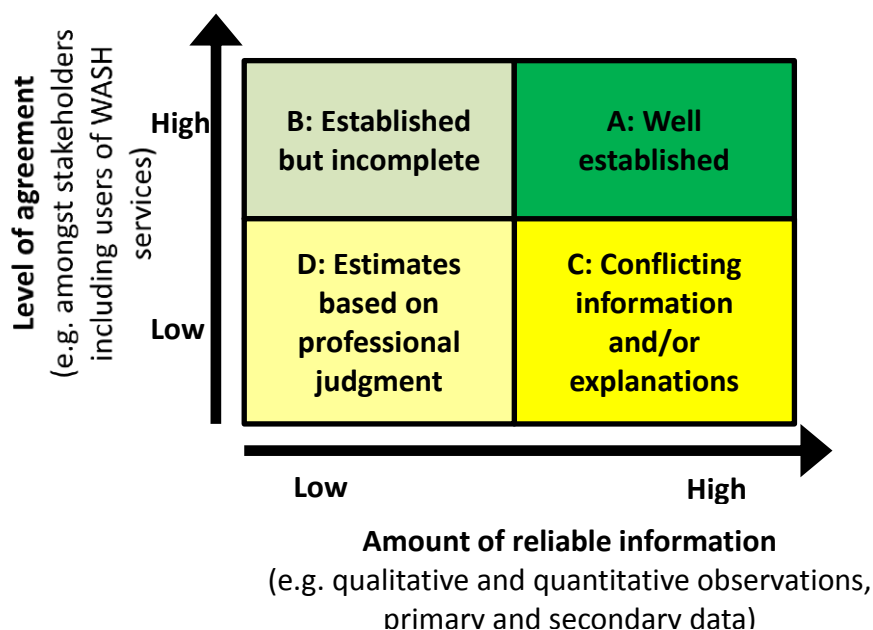 Level of agreement
(e.g. amongst stakeholders
including users of WASH
services)
High
Low
B: Established
but incomplete
A: Well
established
D: Estimates
based on
professional
judgment
C: Conflicting
information
and/or
explanations
Low
High
Amount of reliable information
(e.g. qualitative and quantitative observations,
primary and secondary data)